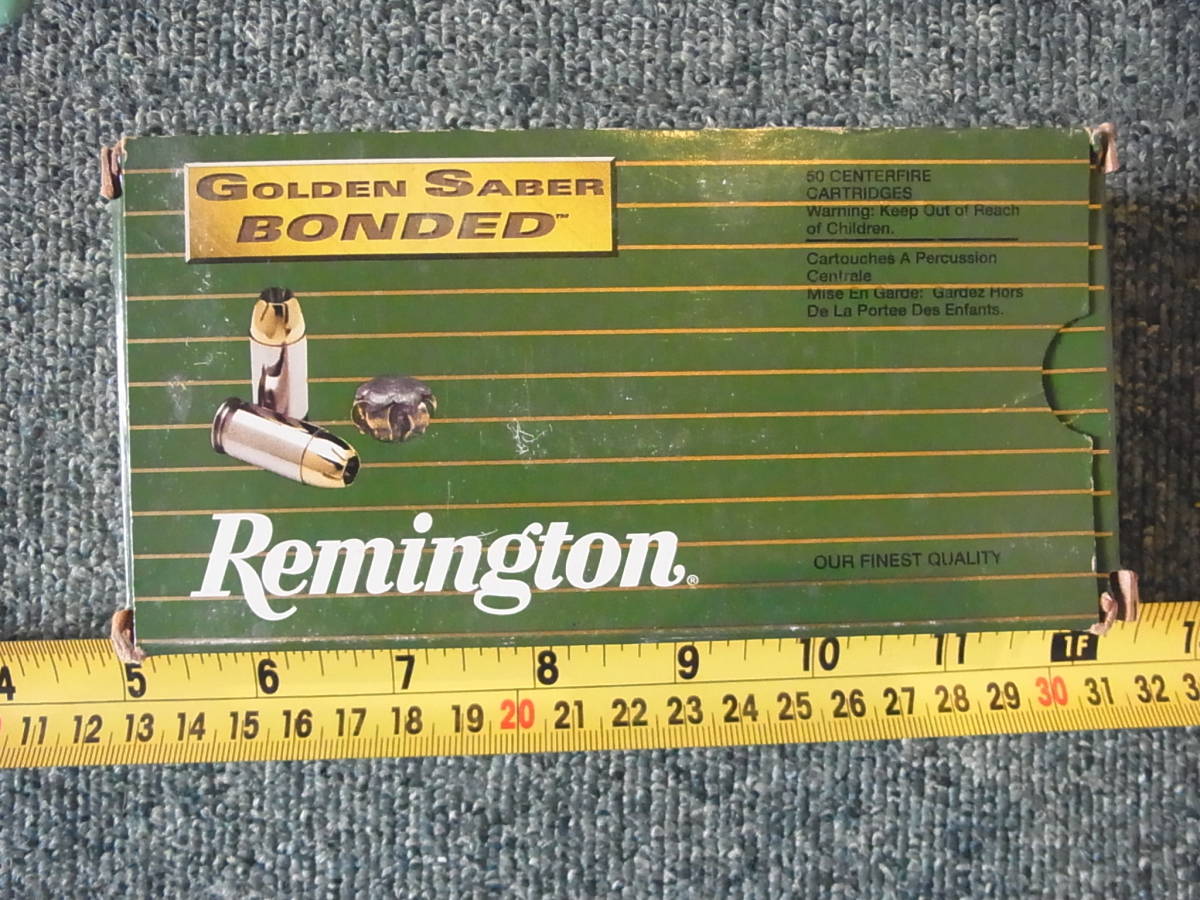 GOLDEN SABER
BONDED™
50 CENTERFIRE
CARTRIDGES
Warning: Keep Out of Reach
of Children.
Cartouches A Percussion
Centrale
Mise En Garde: Gardez Hors
De La Portee Des Enfants.
Remington®
OUR FINEST QUALITY
4 5 6 7 8 9 10 11 1F 1
11 12 13 14 15 16 17 18 19 20 21 22 23 24 25 26 27 28 29 30 31 32 3